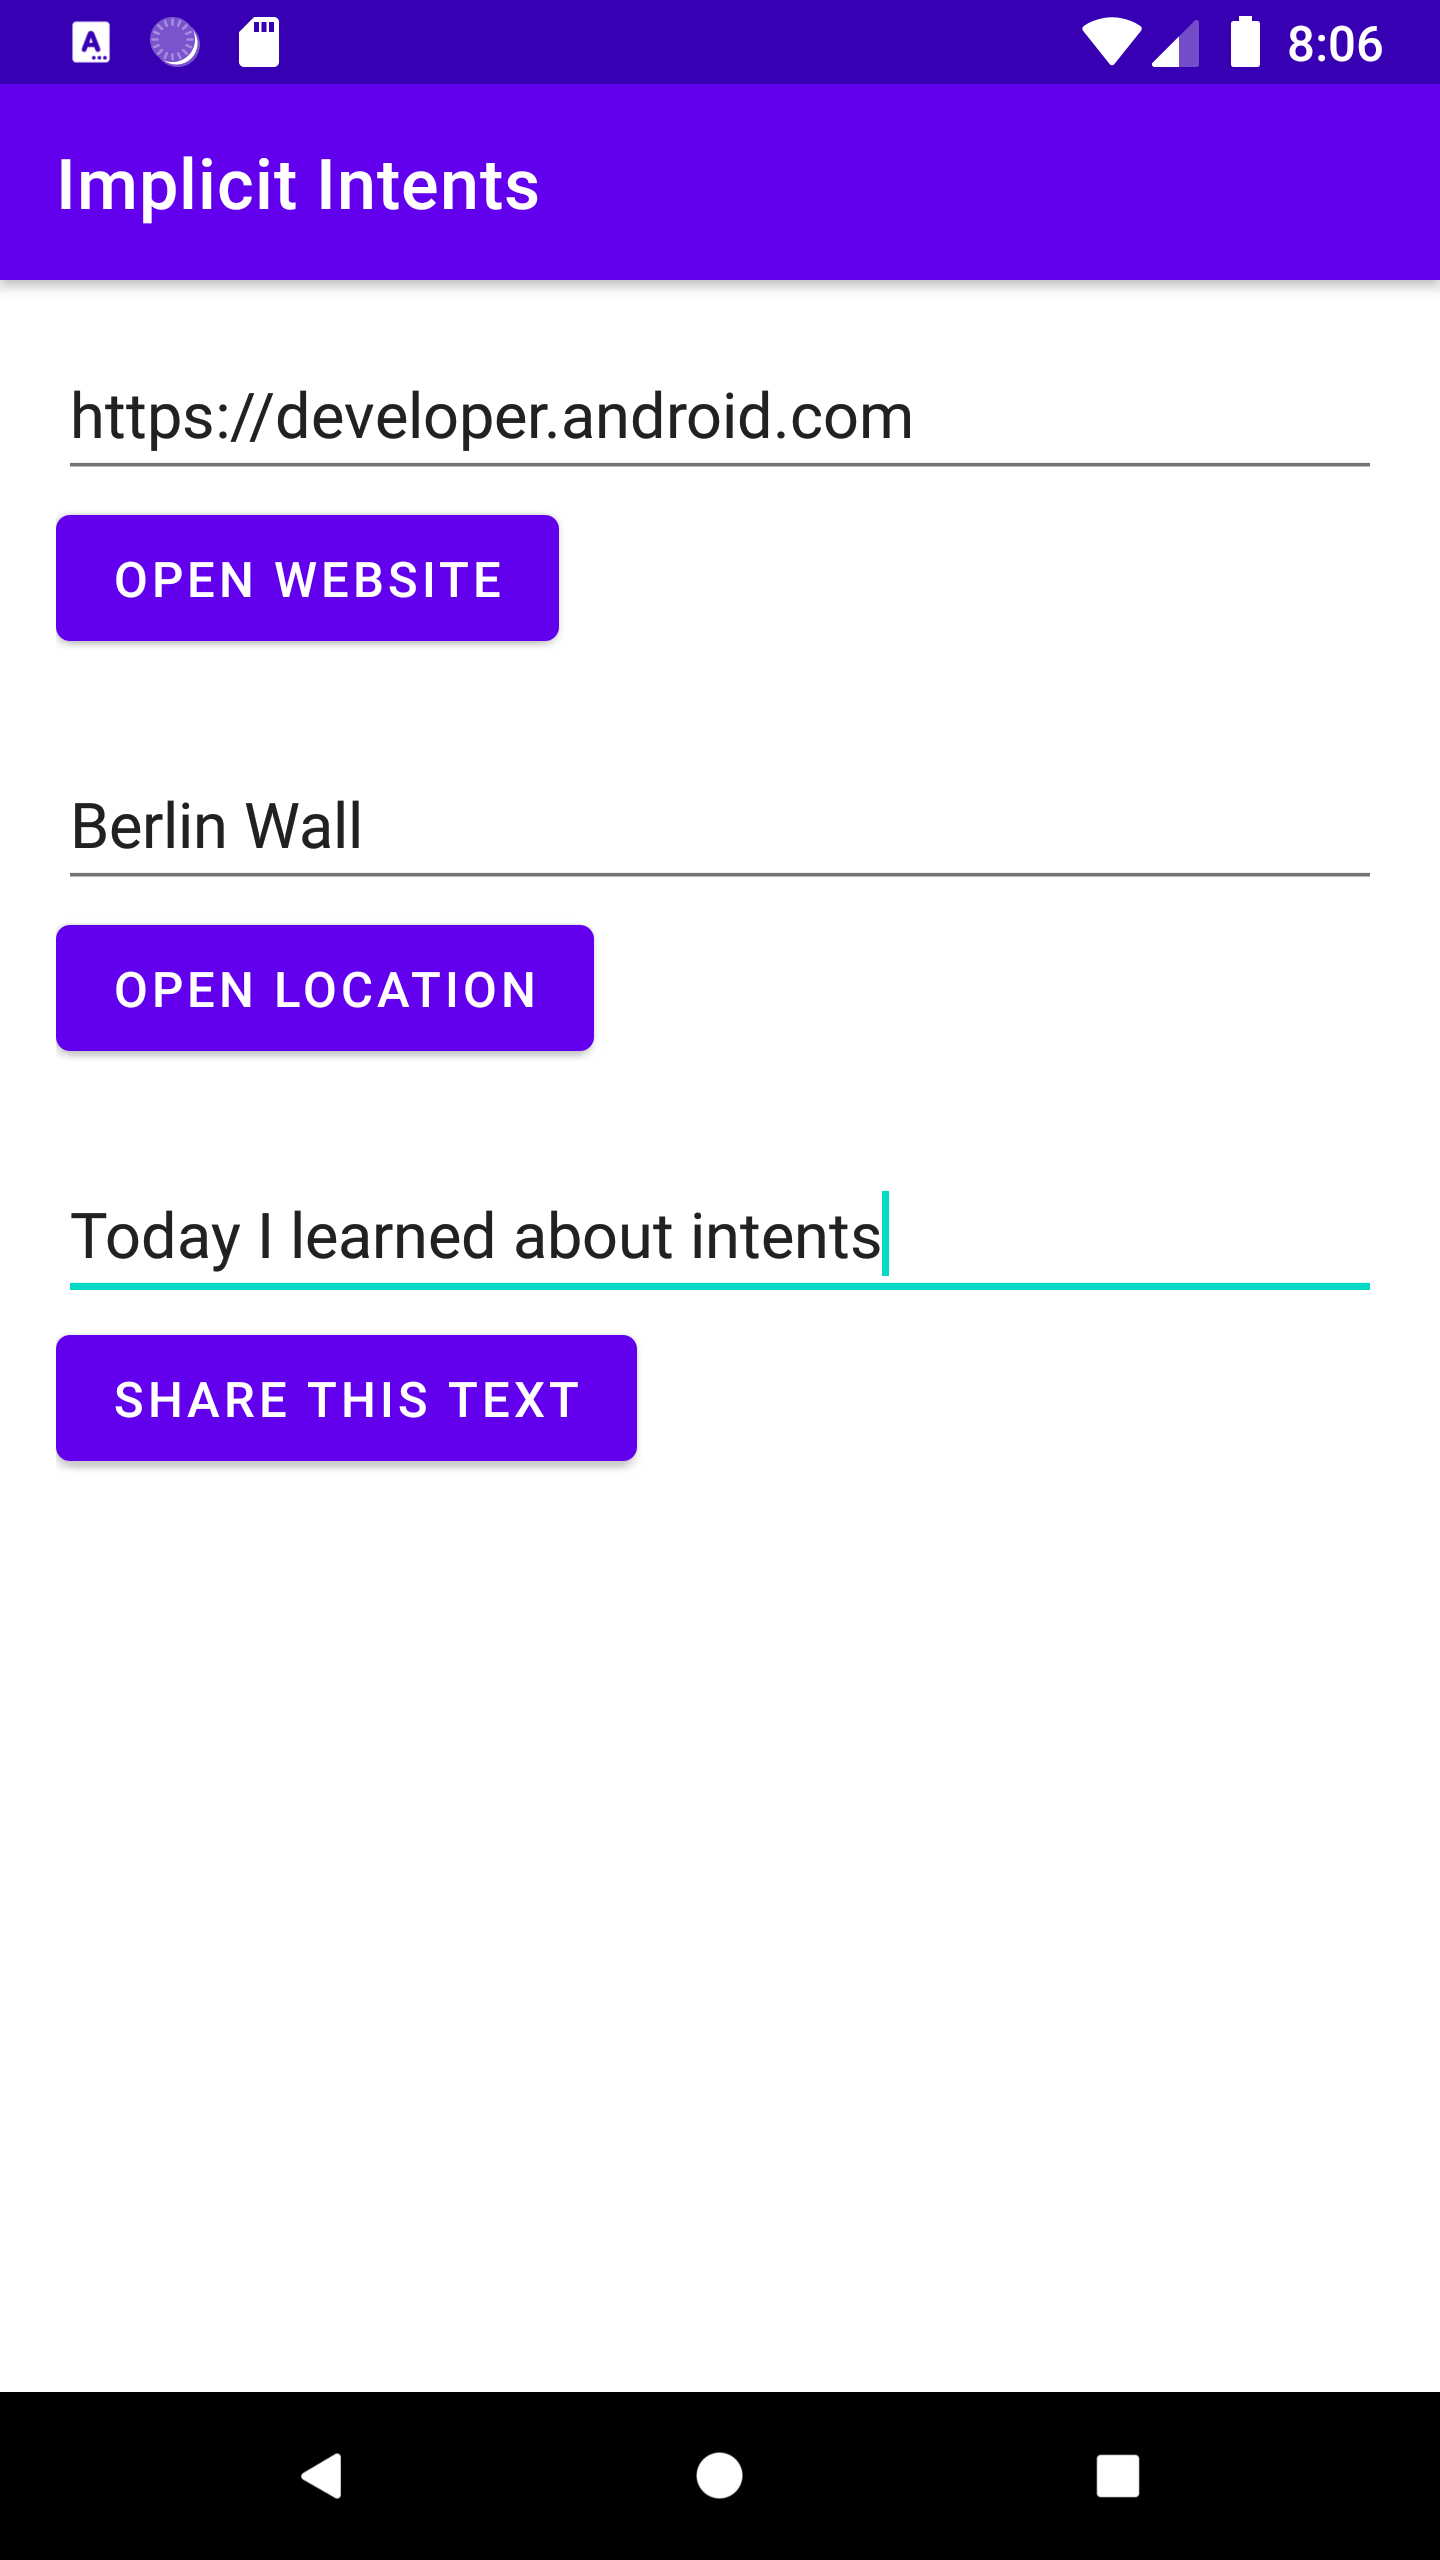 8:06
Implicit Intents
https://developer.android.com
OPEN WEBSITE
Berlin Wall
OPEN LOCATION
Today I learned about intents
SHARE THIS TEXT